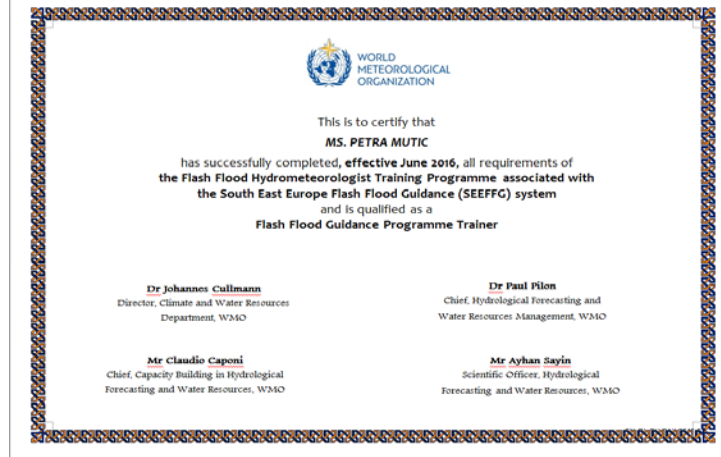 WORLD
METEOROLOGICAL
ORGANIZATION
This is to certify that
MS. PETRA MUTIC
has successfully completed, effective June 2016, all requirements of
the Flash Flood Hydrometeorologist Training Programme associated with
the South East Europe Flash Flood Guidance (SEEFFG) system
and is qualified as a
Flash Flood Guidance Programme Trainer
Dr Johannes Cullmann
Director, Climate and Water Resources
Department, WMO
Dr Paul Pilon
Chief, Hydrological Forecasting and
Water Resources Management, WMO
Mr Claudio Caponi
Chief, Capacity Building in Hydrological
Forecasting and Water Resources, WMO
Mr Ayhan Sayin
Scientific Officer, Hydrological
Forecasting and Water Resources, WMO